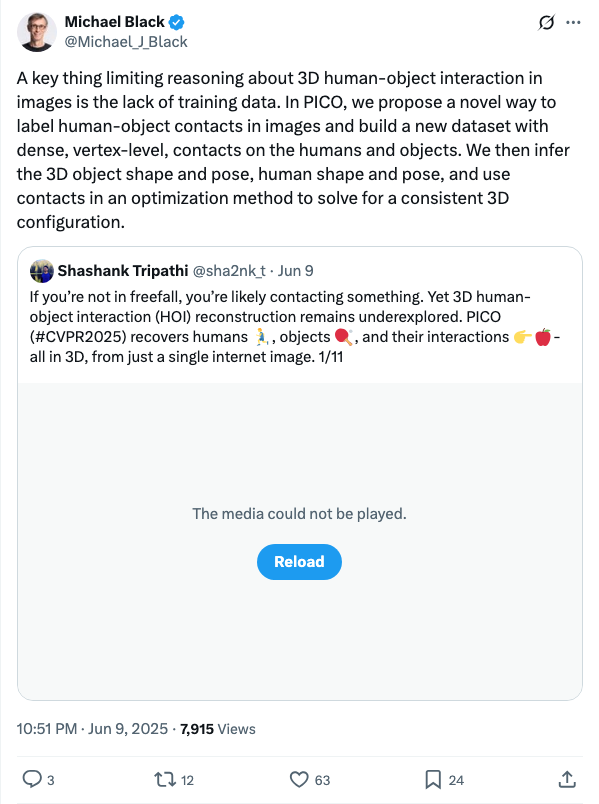 Michael Black
@Michael_J_Black
A key thing limiting reasoning about 3D human-object interaction in
images is the lack of training data. In PICO, we propose a novel way to
label human-object contacts in images and build a new dataset with
dense, vertex-level, contacts on the humans and objects. We then infer
the 3D object shape and pose, human shape and pose, and use
contacts in an optimization method to solve for a consistent 3D
configuration.
Shashank Tripathi @sha2nk_t · Jun 9
If you’re not in freefall, you’re likely contacting something. Yet 3D human-
object interaction (HOI) reconstruction remains underexplored. PICO
(#CVPR2025) recovers humans 🏃‍♀️, objects 🏓, and their interactions 👉🍎 -
all in 3D, from just a single internet image. 1/11
The media could not be played.
Reload
10:51 PM · Jun 9, 2025 · 7,915 Views
3 12 63 24